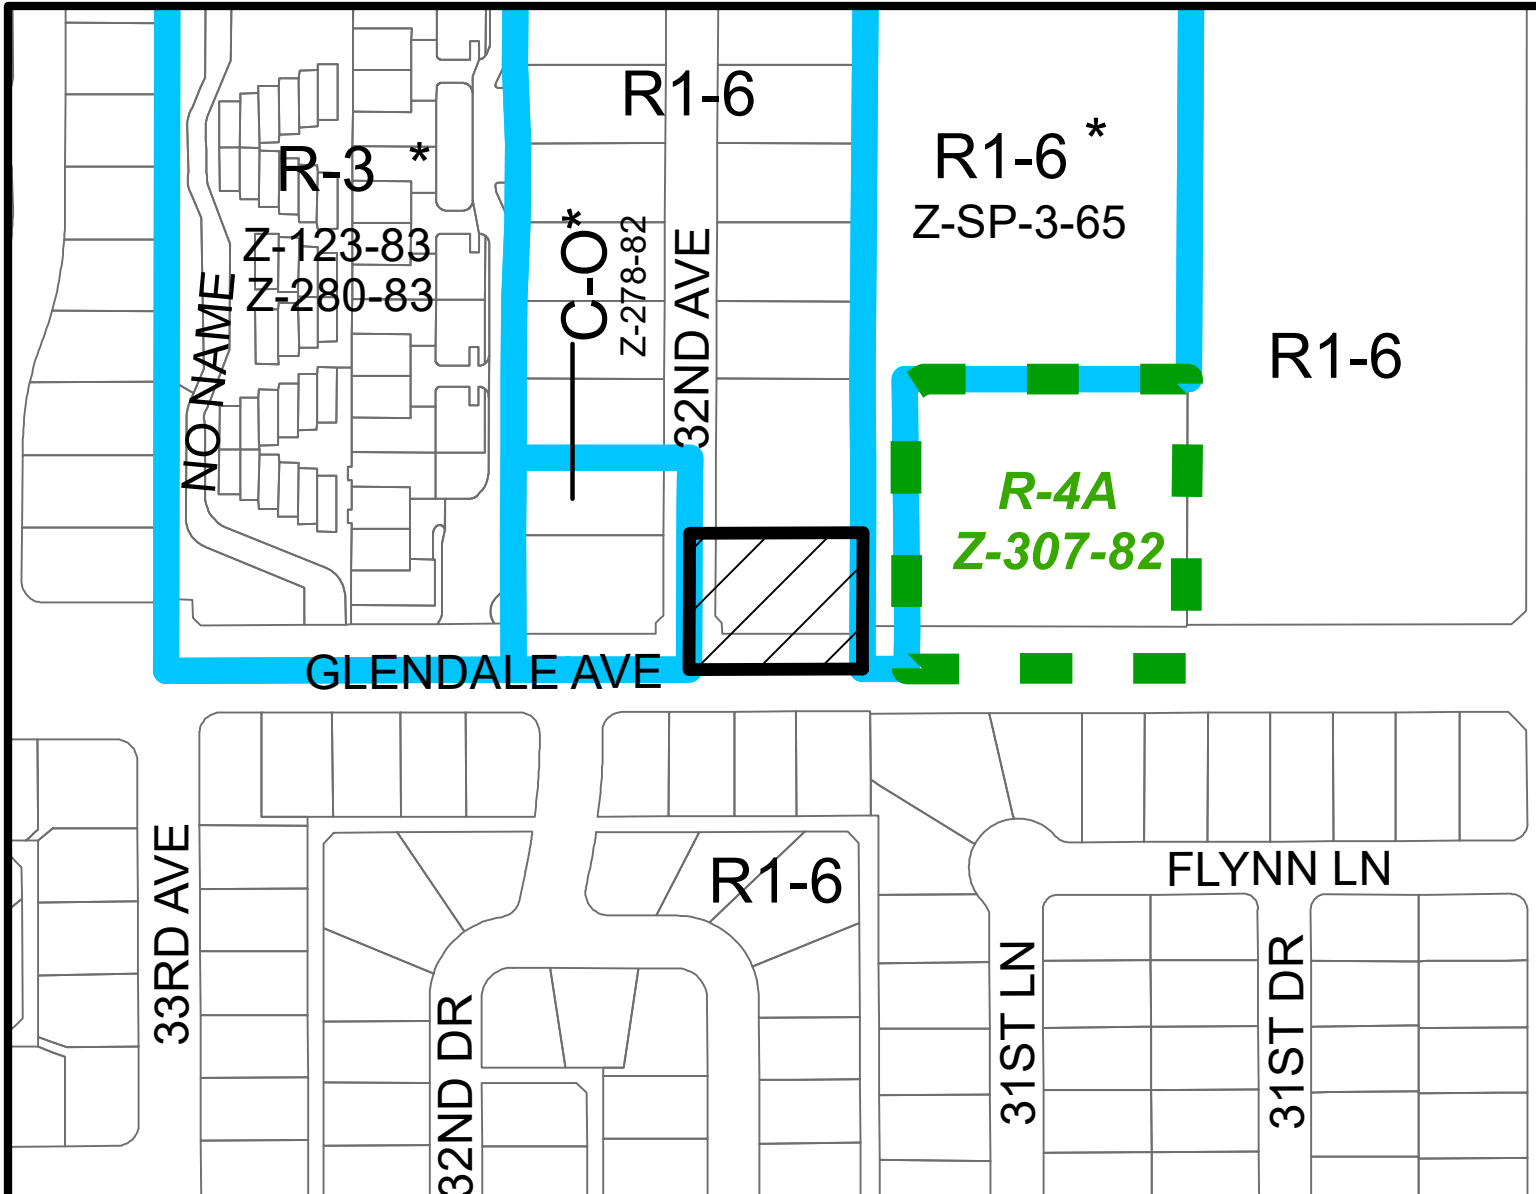 R1-6
R-3 *
Z-123-83
Z-280-83
R1-6 *
Z-SP-3-65
C-O*
Z-278-82
32ND AVE
NO NAME
R1-6
R-4A
Z-307-82
GLENDALE AVE
33RD AVE
R1-6
FLYNN LN
32ND DR
31ST LN
31ST DR